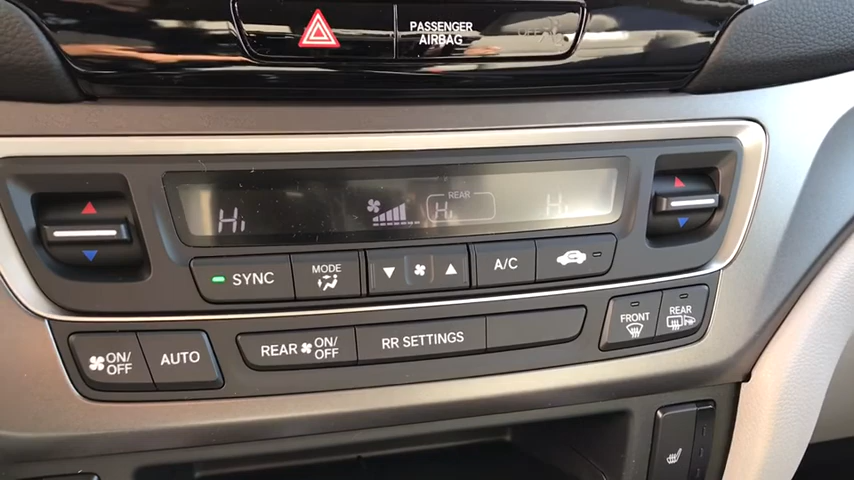 PASSENGER
AIRBAG
Hi
REAR
Hi
Hi
SYNC
MODE
A/C
FRONT
REAR
ON/
OFF
AUTO
REAR ON/
OFF
RR SETTINGS